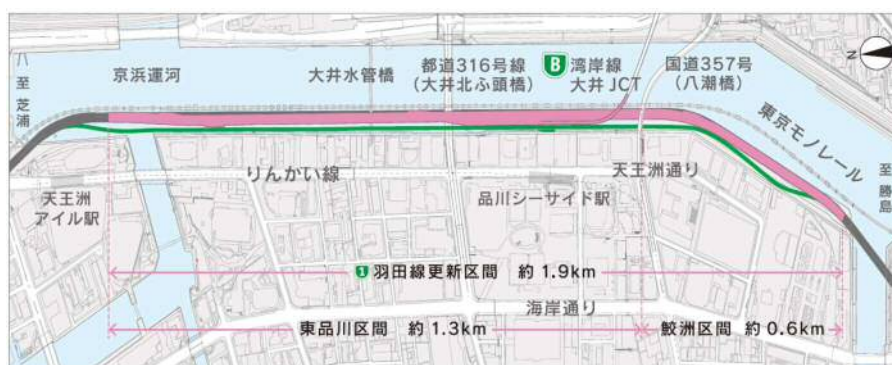 八 至 芝浦
京浜運河
大井水管橋
都道316号線
（大井北ふ頭橋）
B 湾岸線
大井JCT
国道357号
（八潮橋）
N
東京モノレール
至 勝島
天王洲
アイル駅
りんかい線
品川シーサイド駅
天王洲通り
1 羽田線更新区間 約1.9km
海岸通り
東品川区間 約1.3km
鮫洲区間 約0.6km